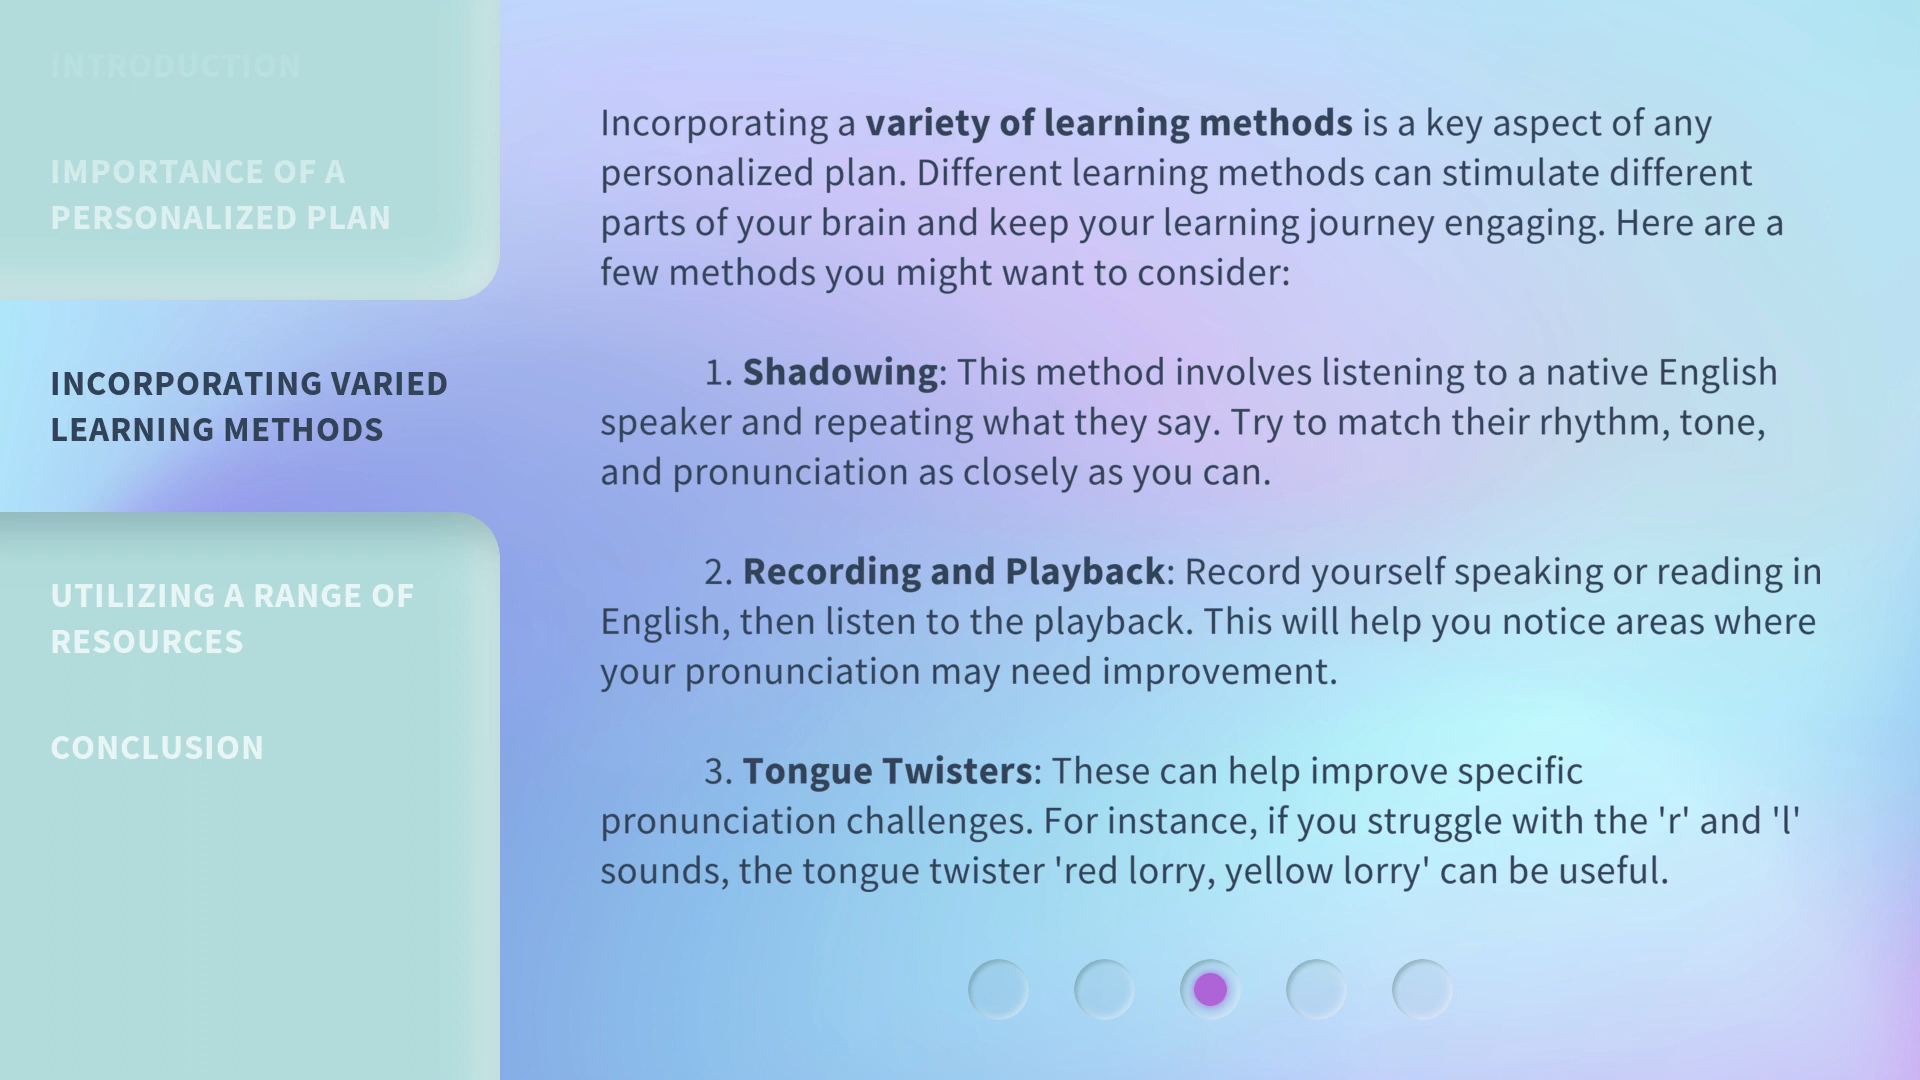 INTRODUCTION
IMPORTANCE OF A
PERSONALIZED PLAN
INCORPORATING VARIED
LEARNING METHODS
UTILIZING A RANGE OF
RESOURCES
CONCLUSION
Incorporating a variety of learning methods is a key aspect of any
personalized plan. Different learning methods can stimulate different
parts of your brain and keep your learning journey engaging. Here are a
few methods you might want to consider:
1. Shadowing: This method involves listening to a native English
speaker and repeating what they say. Try to match their rhythm, tone,
and pronunciation as closely as you can.
2. Recording and Playback: Record yourself speaking or reading in
English, then listen to the playback. This will help you notice areas where
your pronunciation may need improvement.
3. Tongue Twisters: These can help improve specific
pronunciation challenges. For instance, if you struggle with the 'r' and 'l'
sounds, the tongue twister 'red lorry, yellow lorry' can be useful.